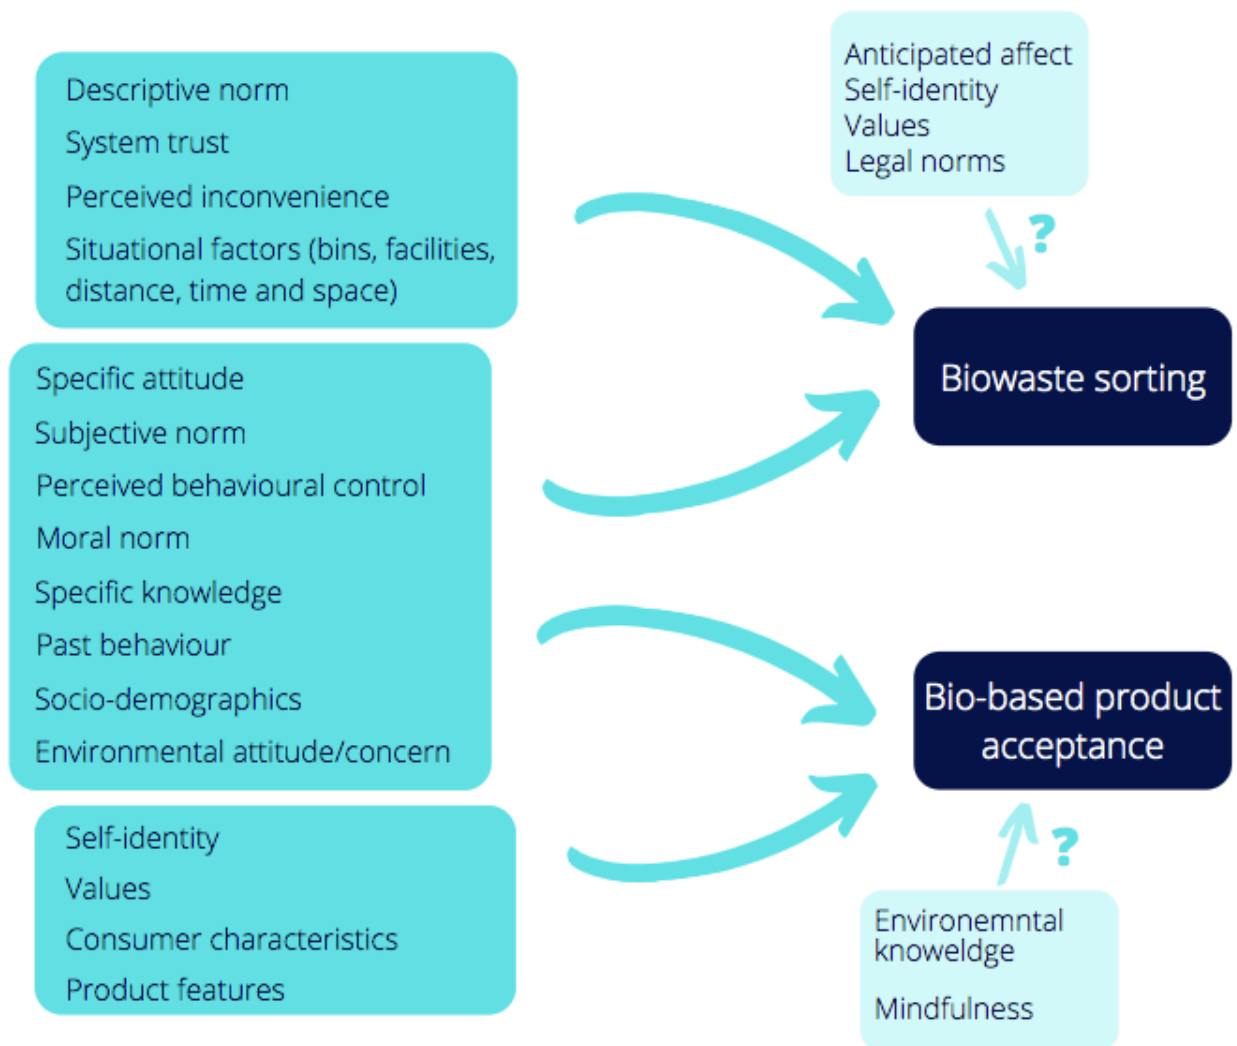 Descriptive norm
System trust
Perceived inconvenience
Situational factors (bins, facilities,
distance, time and space)
Specific attitude
Subjective norm
Perceived behavioural control
Moral norm
Specific knowledge
Past behaviour
Socio-demographics
Environmental attitude/concern
Self-identity
Values
Consumer characteristics
Product features
Anticipated affect
Self-identity
Values
Legal norms
?
Biowaste sorting
Bio-based product
acceptance
?
Environemntal
knoweldge
Mindfulness